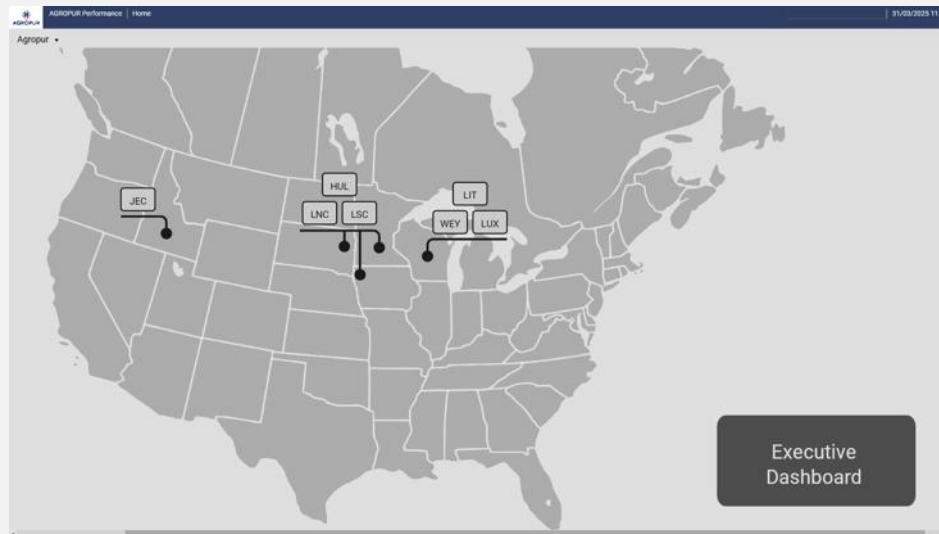 AGROPUR
AGROPUR Performance | Home
31/03/2025 11
Agropur
HUL
JEC
LNC
LSC
LIT
WEY
LUX
Executive
Dashboard